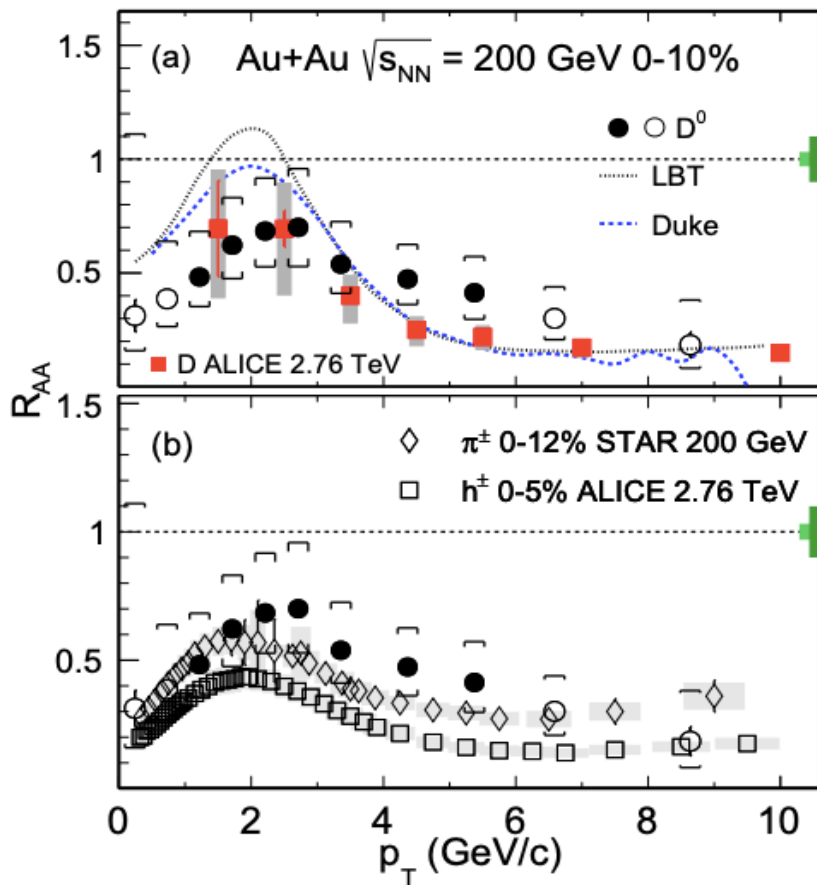 (a) Au+Au √sNN = 200 GeV 0-10%
D0
LBT
Duke
D ALICE 2.76 TeV
1.5
1
0.5
RAA
(b)
π± 0-12% STAR 200 GeV
h± 0-5% ALICE 2.76 TeV
1.5
1
0.5
0 2 4 6 8 10
pT (GeV/c)